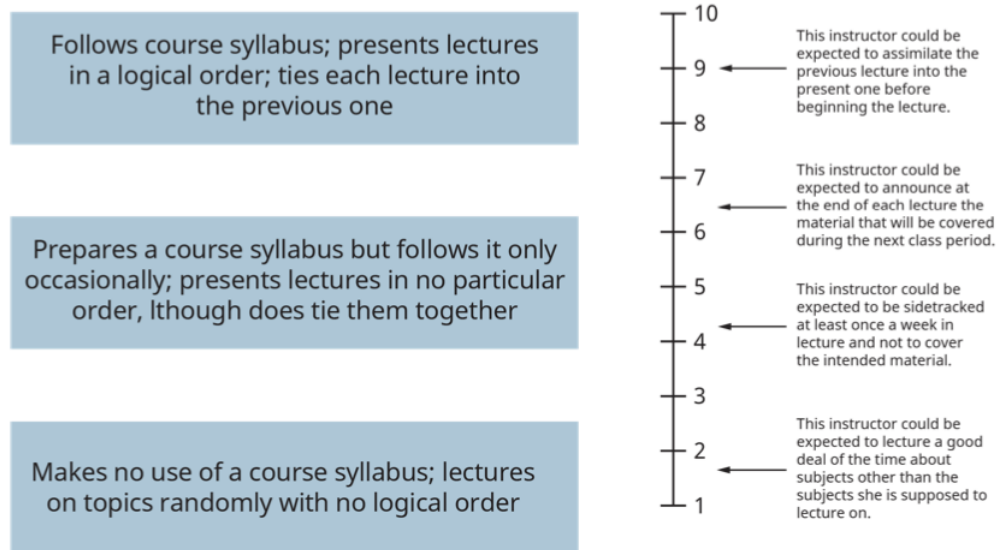 Follows course syllabus; presents lectures
in a logical order; ties each lecture into
the previous one
Prepares a course syllabus but follows it only
occasionally; presents lectures in no particular
order, lthough does tie them together
Makes no use of a course syllabus; lectures
on topics randomly with no logical order
10
9
8
7
6
5
4
3
2
1
This instructor could be
expected to assimilate the
previous lecture into the
present one before
beginning the lecture.
This instructor could be
expected to announce at
the end of each lecture the
material that will be covered
during the next class period.
This instructor could be
expected to be sidetracked
at least once a week in
lecture and not to cover
the intended material.
This instructor could be
expected to lecture a good
deal of the time about
subjects other than the
subjects she is supposed to
lecture on.